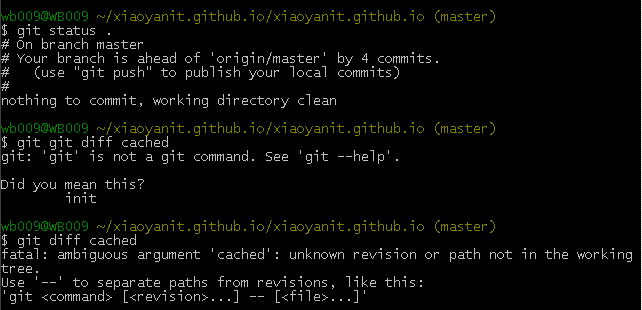 wb009@WB009 ~/xiaoyanit.github.io/xiaoyanit.github.io (master)
$ git status .
# On branch master
# Your branch is ahead of 'origin/master' by 4 commits.
#   (use "git push" to publish your local commits)
#
nothing to commit, working directory clean
wb009@WB009 ~/xiaoyanit.github.io/xiaoyanit.github.io (master)
$ git git diff cached
git: 'git' is not a git command. See 'git --help'.
Did you mean this?
        init
wb009@WB009 ~/xiaoyanit.github.io/xiaoyanit.github.io (master)
$ git diff cached
fatal: ambiguous argument 'cached': unknown revision or path not in the working
tree.
Use '--' to separate paths from revisions, like this:
'git <command> [<revision>...] -- [<file>...]'